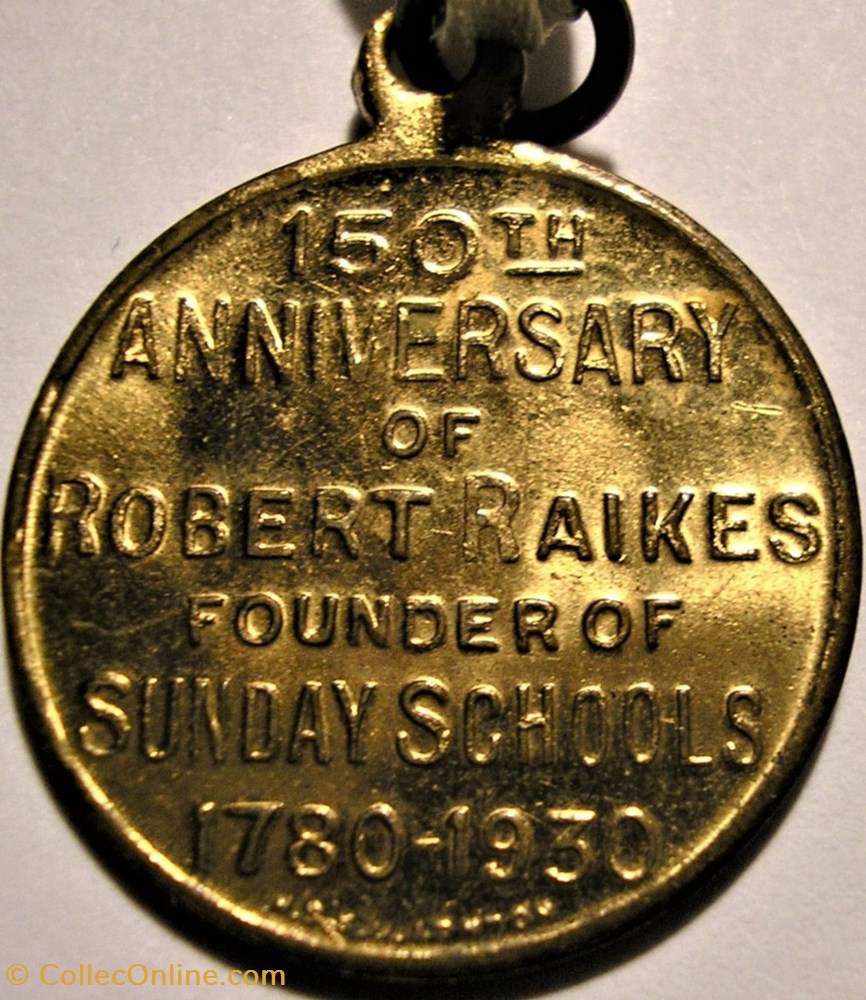 150TH
ANNIVERSARY
OF
ROBERT RAIKES
FOUNDER OF
SUNDAY SCHOOLS
1780-1930
© CollecOnline.com